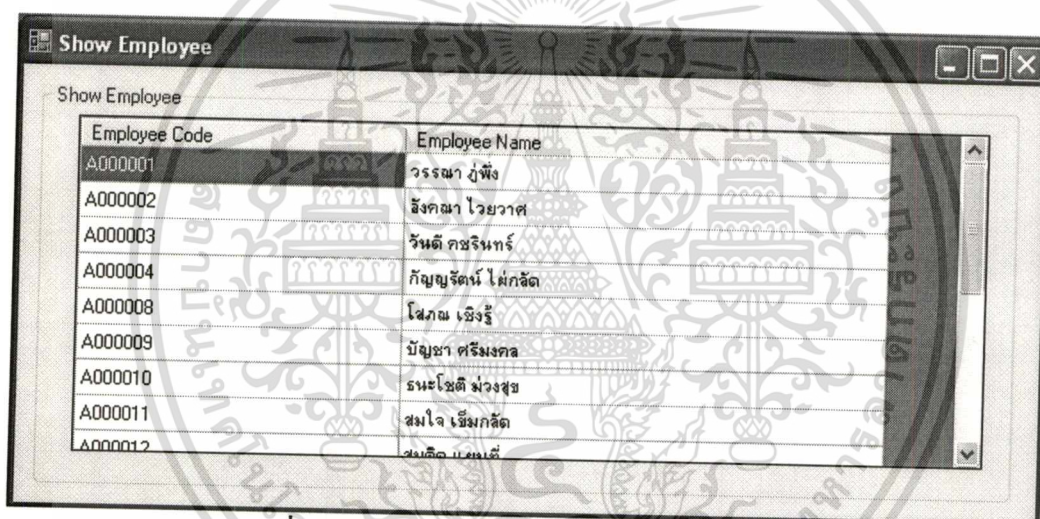 Show Employee
Show Employee
Employee Code Employee Name
A000001 วรรณา ภู่พึ่ง
A000002 อังคณา ไวยวาศ
A000003 วันดี คชรินทร์
A000004 กัญญรัตน์ ไผ่กลัด
A000008 โสภณ เชิงรู้
A000009 บัญชา ศรีมงคล
A000010 ธนะโชติ ม่วงสุข
A000011 สมใจ เข็มกลัด
A000012